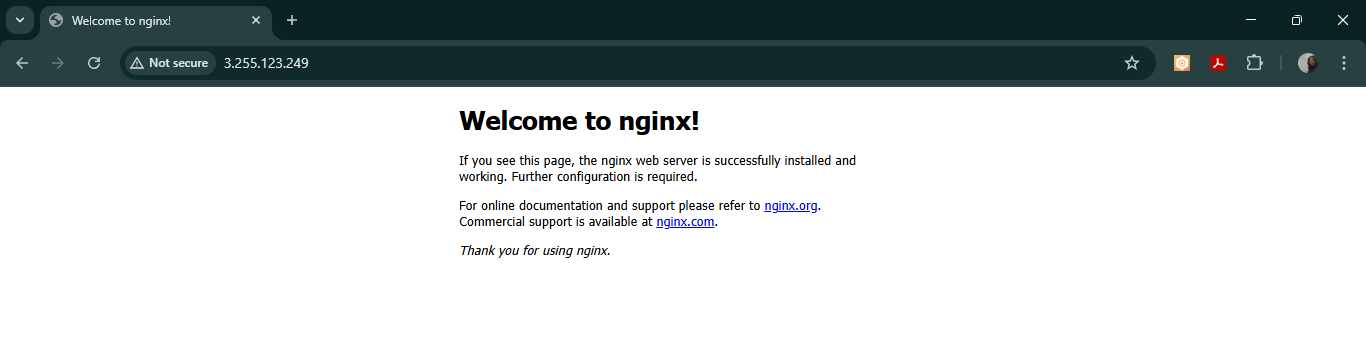 Welcome to nginx!
Not secure
3.255.123.249
Welcome to nginx!
If you see this page, the nginx web server is successfully installed and
working. Further configuration is required.
For online documentation and support please refer to nginx.org.
Commercial support is available at nginx.com.
Thank you for using nginx.